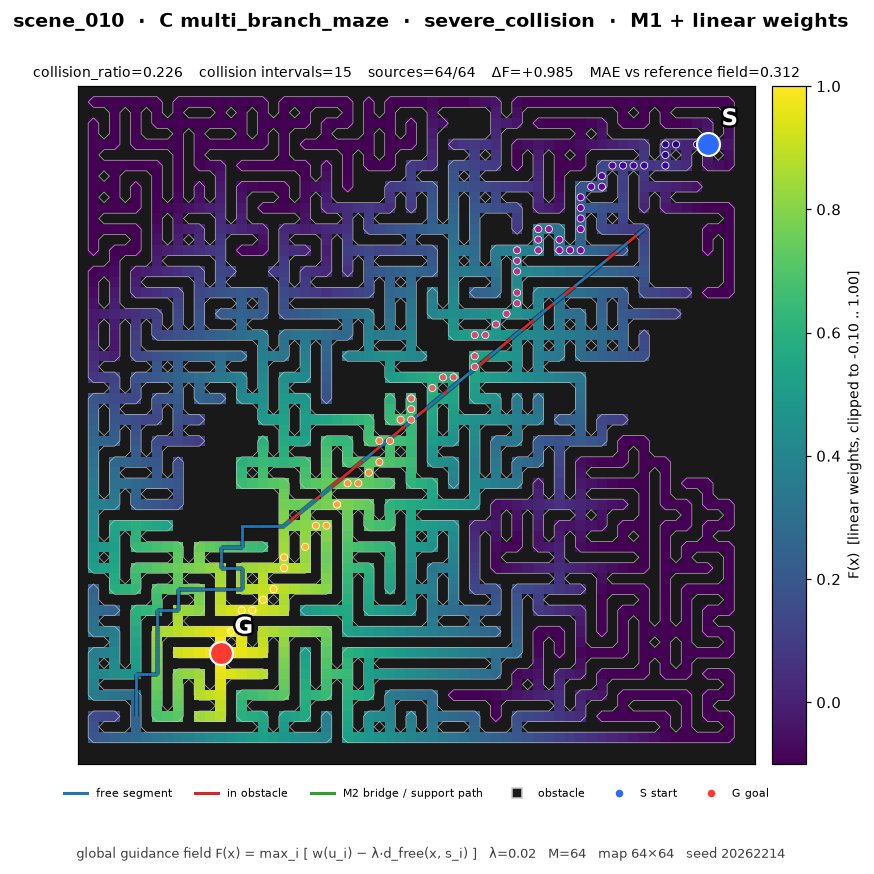 scene_010 · C multi_branch_maze · severe_collision · M1 + linear weights
collision_ratio=0.226 collision intervals=15 sources=64/64 ΔF=+0.985 MAE vs reference field=0.312
S
G
1.0
0.8
0.6
0.4
0.2
0.0
F(x) [linear weights, clipped to -0.10 .. 1.00]
free segment in obstacle M2 bridge / support path obstacle S start G goal
global guidance field F(x) = max_i [ w(u_i) − λ·d_free(x, s_i) ] λ=0.02 M=64 map 64×64 seed 20262214